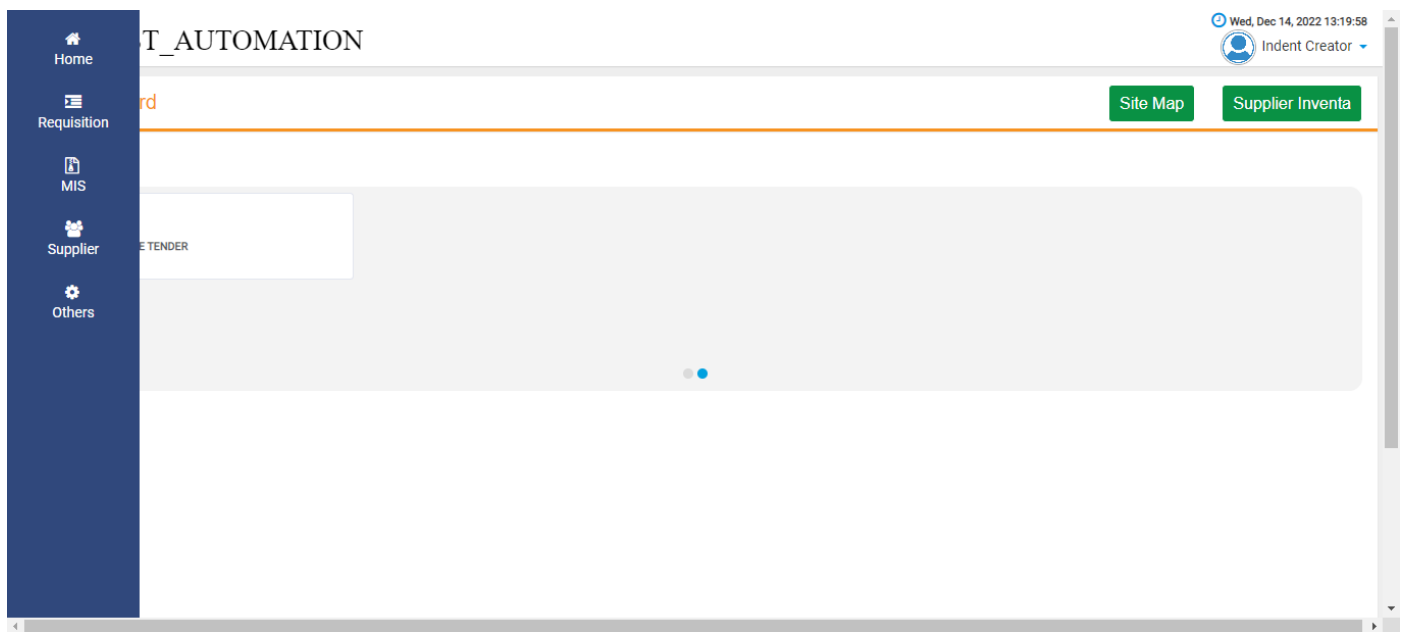 Home
Requisition
MIS
Supplier
Others
T_AUTOMATION
Wed, Dec 14, 2022 13:19:58
Indent Creator
rd
Site Map
Supplier Inventa
E TENDER